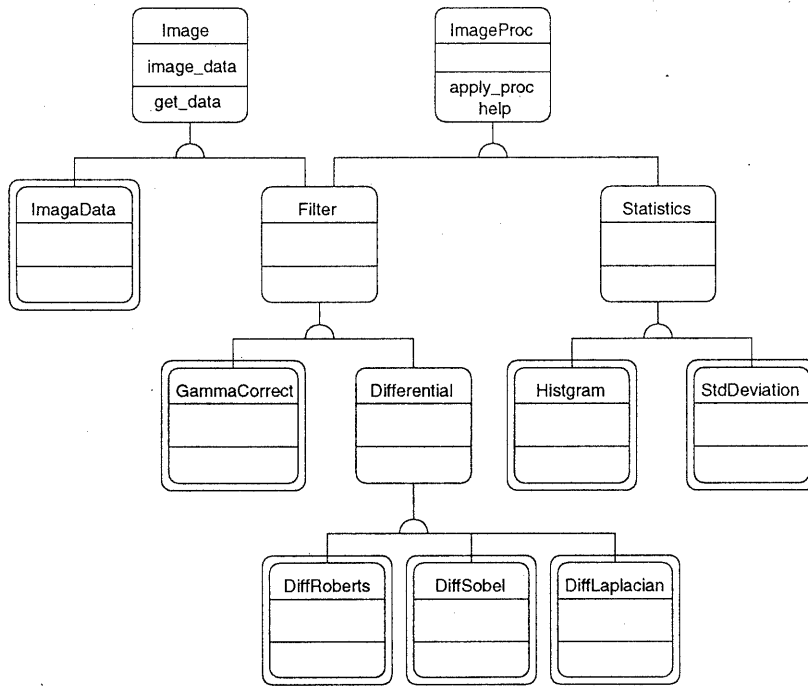 Image
image_data
get_data
ImageProc
apply_proc
help
ImagaData
Filter
Statistics
GammaCorrect
Differential
Histgram
StdDeviation
DiffRoberts
DiffSobel
DiffLaplacian